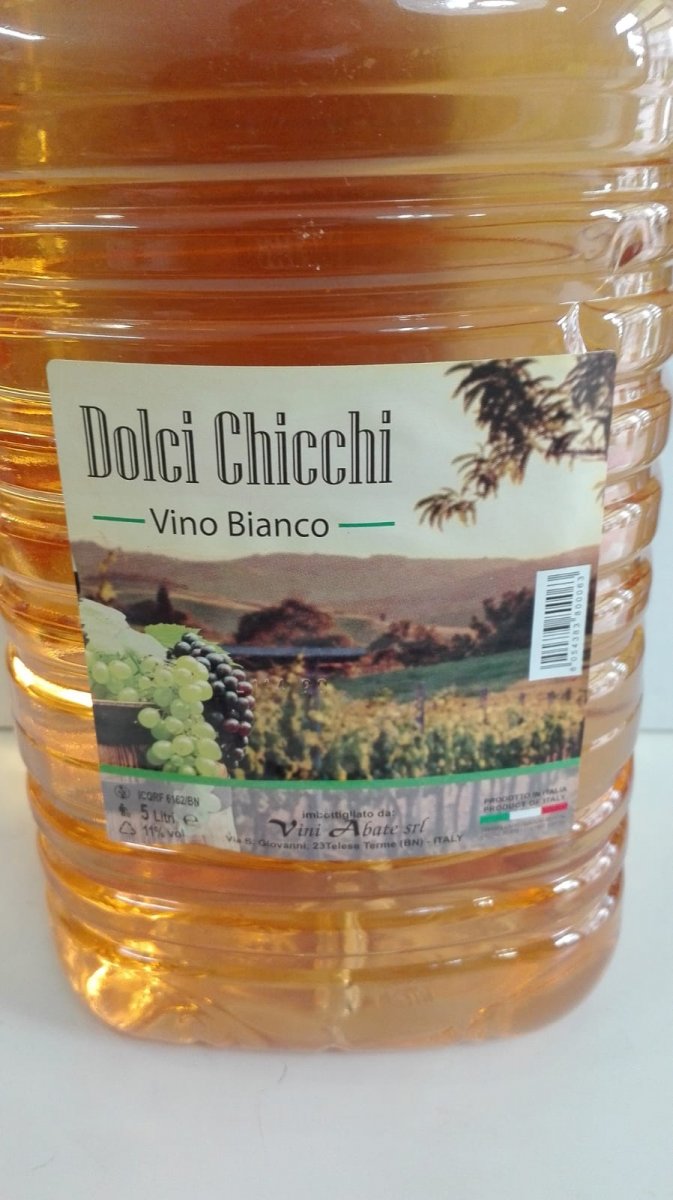 Dolci Chicchi
Vino Bianco
8054383800063
ICQRF 6162/BN
5 Litri. e
11% vol
imbottigliato da:
Vini Abate srl
Via S. Giovanni, 23Telese Terme (BN) - ITALY
PRODOTTO IN ITALIA
PRODUCT OF ITALY